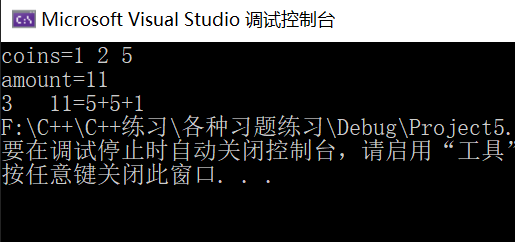 Microsoft Visual Studio 调试控制台
coins=1 2 5
amount=11
3   11=5+5+1
F:\C++\C++练习\各种习题练习\Debug\Project5.
要在调试停止时自动关闭控制台，请启用“工具”
按任意键关闭此窗口. . .